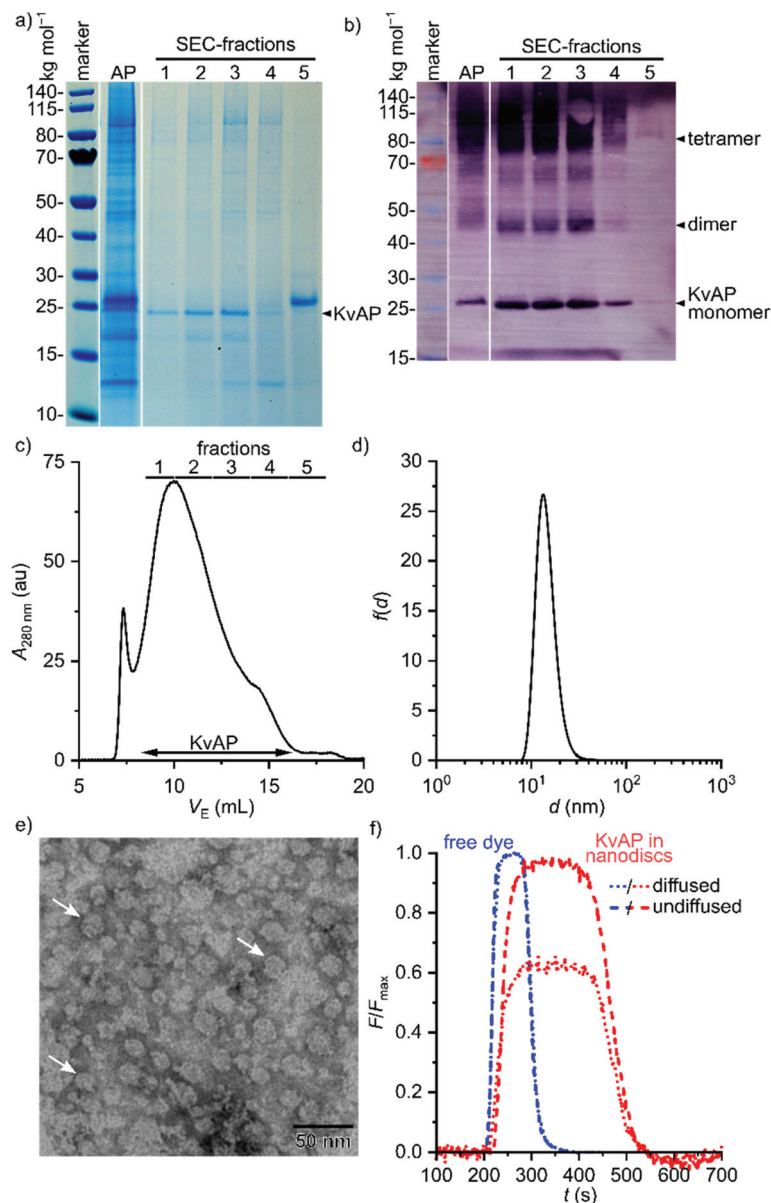 a)
kg mol⁻¹
marker
AP
SEC-fractions
1 2 3 4 5
140-
115-
80-
70-
50-
40-
30-
25-
15-
10-
KvAP
b)
kg mol⁻¹
marker
AP
SEC-fractions
1 2 3 4 5
140-
115-
80-
70-
50-
40-
30-
25-
15-
tetramer
dimer
KvAP
monomer
c)
fractions
1 2 3 4 5
75
50
25
0
A280 nm (au)
KvAP
5 10 15 20
VE (mL)
d)
30
25
20
15
10
5
0
f(d)
10⁰ 10¹ 10² 10³
d (nm)
e)
50 nm
f)
free dye
KvAP in
nanodiscs
/ diffused
/ undiffused
1.0
0.8
0.6
0.4
0.2
0.0
F/Fmax
100 200 300 400 500 600 700
t (s)